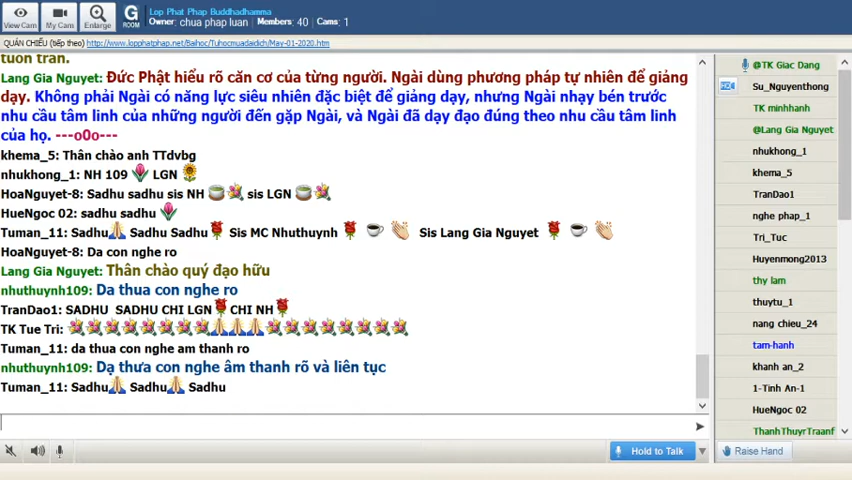 Lop Phat Phap Buddhadhamma
Owner: chua phap luan Members: 40 Cams: 1
View Cam
My Cam
Enlarge
G
ROOM
QUÁN CHIẾU (tiếp theo) http://www.lopphatphap.net/Baihoc/Tuhocmuadaidich/May-01-2020.htm
tuôn tràn.
Lang Gia Nguyet: Đức Phật hiểu rõ căn cơ của từng người. Ngài dùng phương pháp tự nhiên để giảng
dạy. Không phải Ngài có năng lực siêu nhiên đặc biệt để giảng dạy, nhưng Ngài nhạy bén trước
nhu cầu tâm linh của những người đến gặp Ngài, và Ngài đã dạy đạo đúng theo nhu cầu tâm linh
của họ. ---o0o---
khema_5: Thân chào anh TTdvbg
nhukhong_1: NH 109 LGN
HoaNguyet-8: Sadhu sadhu sis NH sis LGN
HueNgoc 02: sadhu sadhu
Tuman_11: Sadhu Sadhu Sadhu Sis MC Nhuthuynh Sis Lang Gia Nguyet
HoaNguyet-8: Da con nghe ro
Lang Gia Nguyet: Thân chào quý đạo hữu
nhuthuynh109: Da thua con nghe ro
TranDao1: SADHU SADHU CHI LGN CHI NH
TK Tue Tri:
Tuman_11: da thua con nghe am thanh ro
nhuthuynh109: Dạ thưa con nghe âm thanh rõ và liên tục
Tuman_11: Sadhu Sadhu Sadhu
@TK Giac Dang
Su_Nguyenthong
TK minhhanh
@Lang Gia Nguyet
nhukhong_1
khema_5
TranDao1
nghe phap_1
Tri_Tuc
Huyenmong2013
thy lam
thuytu_1
nang chieu_24
tam-hanh
khanh an_2
1-Tinh An-1
HueNgoc 02
ThanhThuyrTraanf
Hold to Talk
Raise Hand